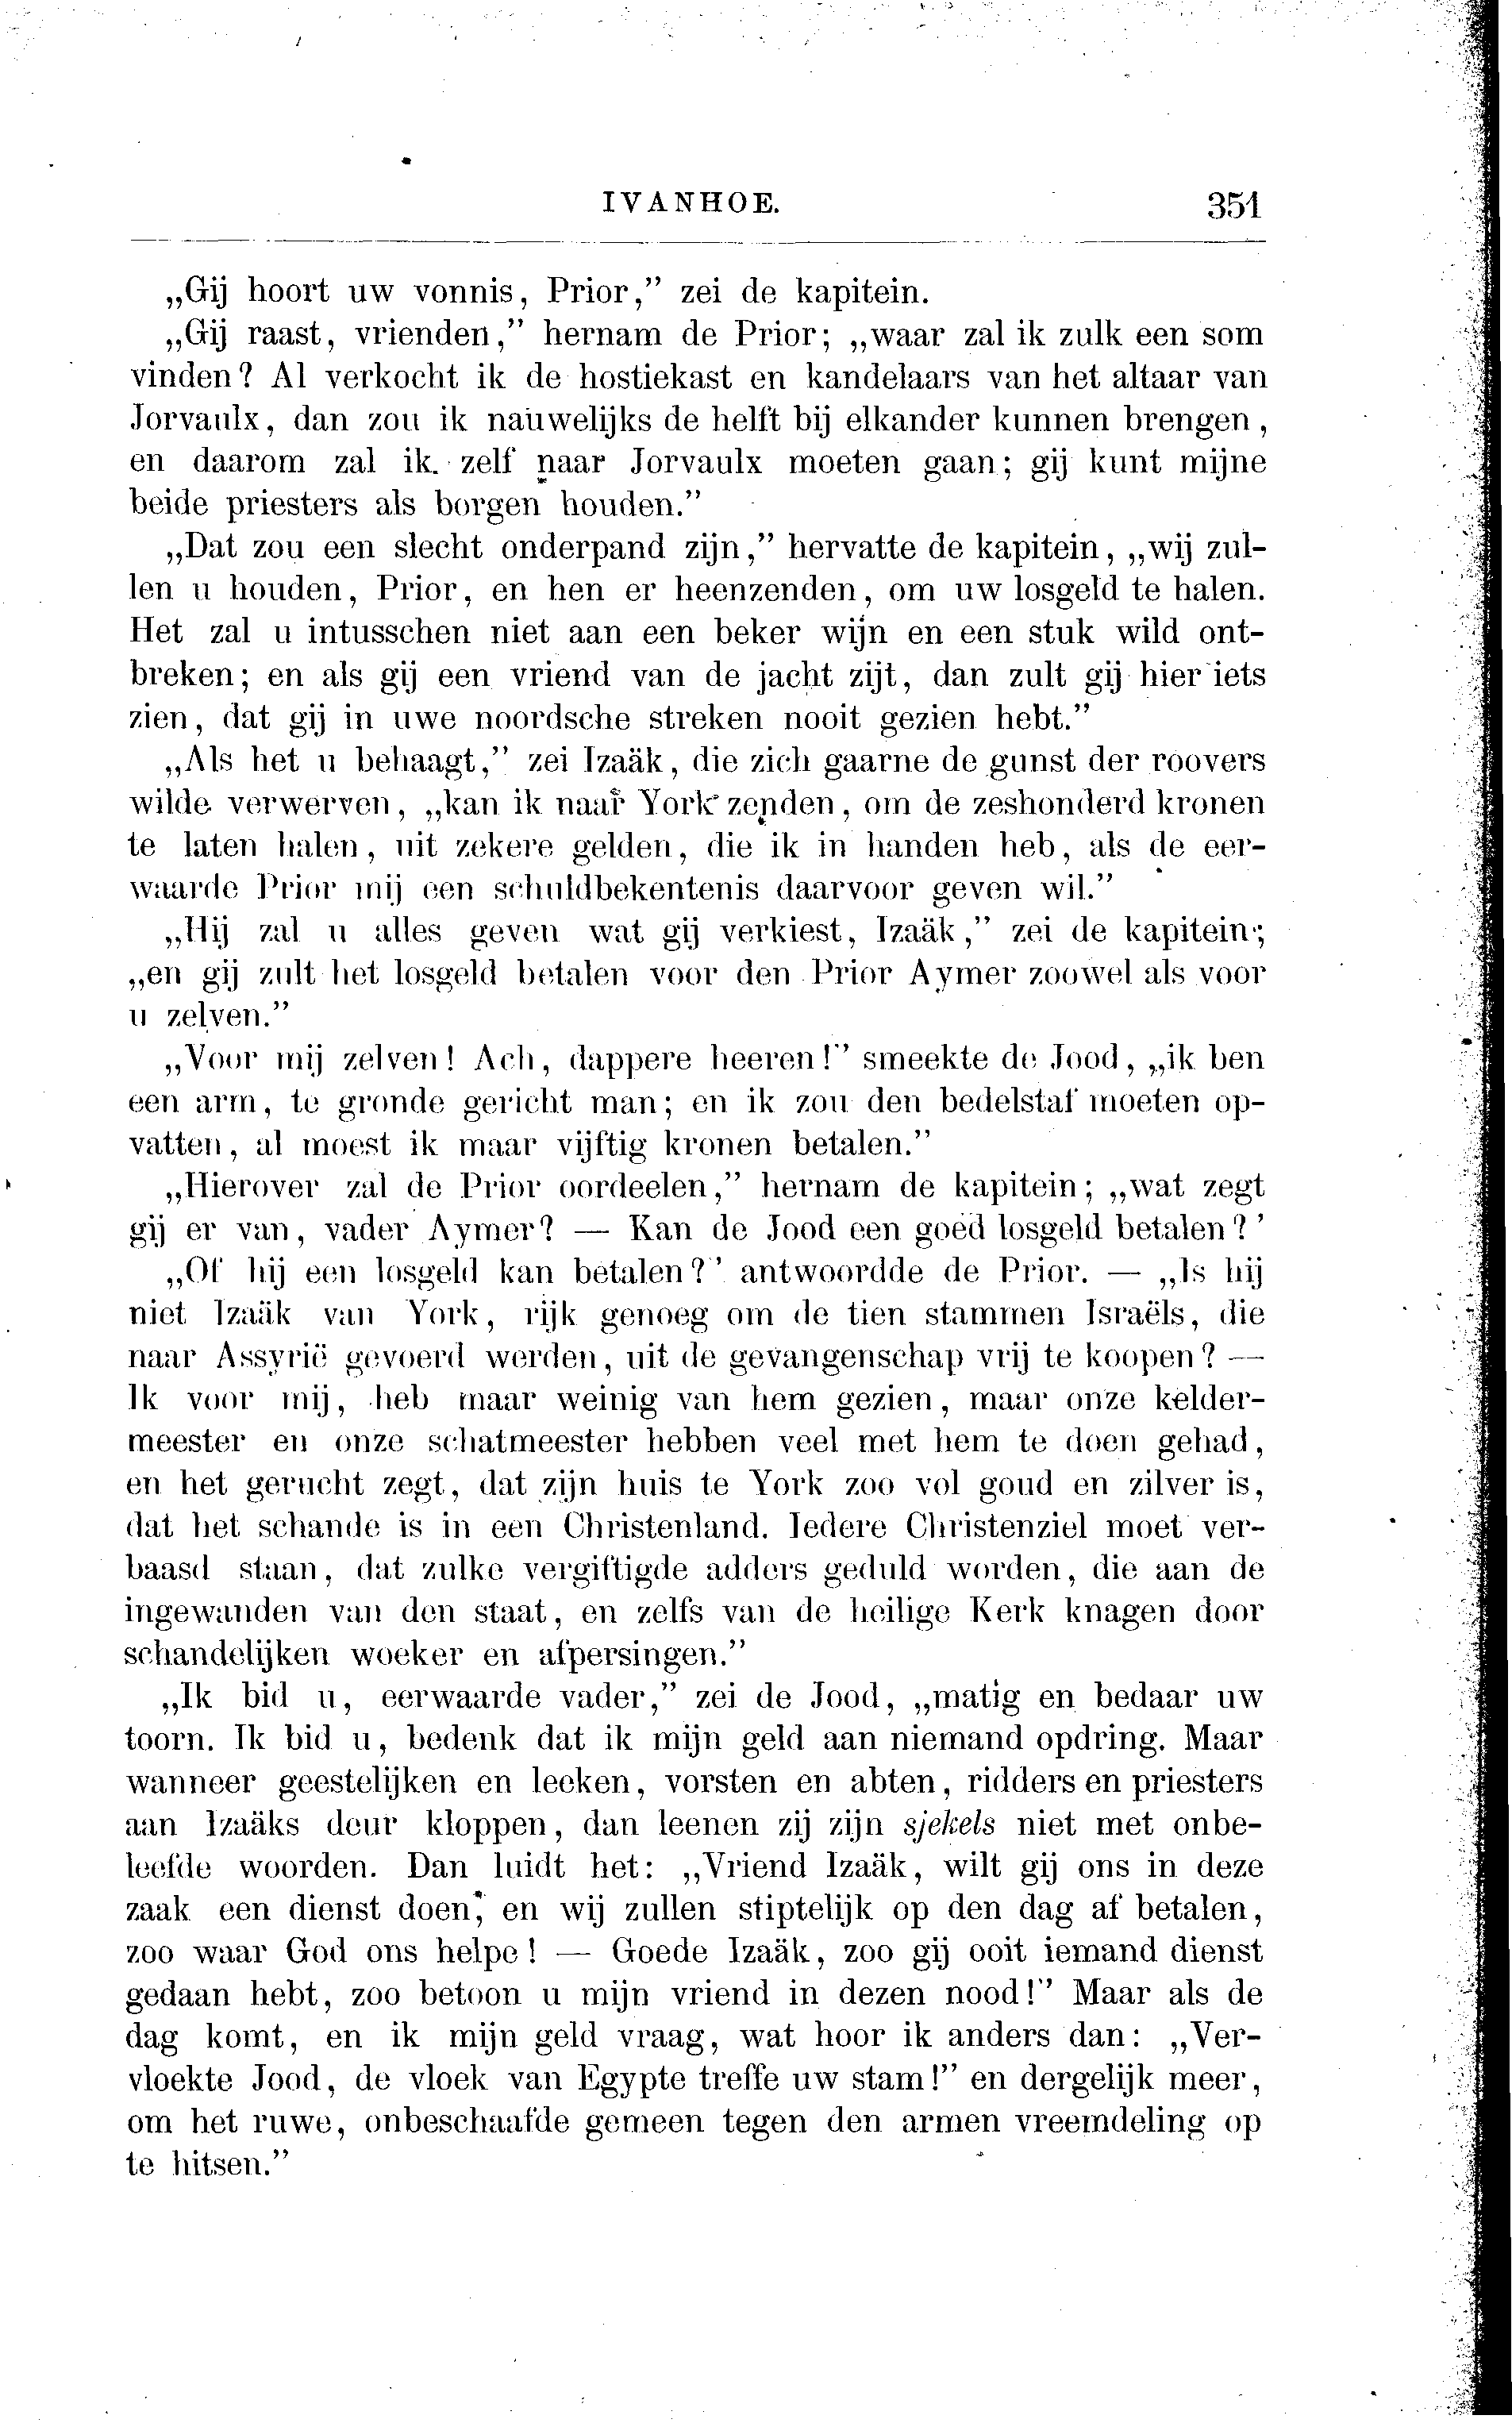 IVANHOE. 351
„Gij hoort uw vonnis, Prior,” zei de kapitein.
„Gij raast, vrienden,” hernam de Prior; „waar zal ik zulk een som
vinden? Al verkocht ik de hostiekast en kandelaars van het altaar van
Jorvaulx, dan zou ik nauwelijks de helft bij elkander kunnen brengen,
en daarom zal ik zelf naar Jorvaulx moeten gaan; gij kunt mijne
beide priesters als borgen houden.”
„Dat zou een slecht onderpand zijn,” hervatte de kapitein, „wij zul-
len u houden, Prior, en hen er heenzenden, om uw losgeld te halen.
Het zal u intusschen niet aan een beker wijn en een stuk wild ont-
breken; en als gij een vriend van de jacht zijt, dan zult gij hier iets
zien, dat gij in uwe noordsche streken nooit gezien hebt.”
„Als het u behaagt,” zei Izaäk, die zich gaarne de gunst der roovers
wilde verwerven, „kan ik naar York zenden, om de zeshonderd kronen
te laten halen, uit zekere gelden, die ik in handen heb, als de eer-
waarde Prior mij een schuldbekentenis daarvoor geven wil.”
„Hij zal u alles geven wat gij verkiest, Izaäk,” zei de kapitein;
„en gij zult het losgeld betalen voor den Prior Aymer zoowel als voor
u zelven.”
„Voor mij zelven! Ach, dappere heeren!” smeekte de Jood, „ik ben
een arm, te gronde gericht man; en ik zou den bedelstaf moeten op-
vatten, al moest ik maar vijftig kronen betalen.”
„Hierover zal de Prior oordeelen,” hernam de kapitein; „wat zegt
gij er van, vader Aymer? — Kan de Jood een goed losgeld betalen?’
„Of hij een losgeld kan betalen?” antwoordde de Prior. — „Is hij
niet Izaäk van York, rijk genoeg om de tien stammen Israëls, die
naar Assyrië gevoerd werden, uit de gevangenschap vrij te koopen? —
Ik voor mij, heb maar weinig van hem gezien, maar onze kelder-
meester en onze schatmeester hebben veel met hem te doen gehad,
en het gerucht zegt, dat zijn huis te York zoo vol goud en zilver is,
dat het schande is in een Christenland. Iedere Christenziel moet ver-
baasd staan, dat zulke vergiftigde adders geduld worden, die aan de
ingewanden van den staat, en zelfs van de heilige Kerk knagen door
schandelijken woeker en afpersingen.”
„Ik bid u, eerwaarde vader,” zei de Jood, „matig en bedaar uw
toorn. Ik bid u, bedenk dat ik mijn geld aan niemand opdring. Maar
wanneer geestelijken en leeken, vorsten en abten, ridders en priesters
aan Izaäks deur kloppen, dan leenen zij zijn sjekels niet met onbe-
leefde woorden. Dan luidt het: „Vriend Izaäk, wilt gij ons in deze
zaak een dienst doen, en wij zullen stiptelijk op den dag af betalen,
zoo waar God ons helpe! — Goede Izaäk, zoo gij ooit iemand dienst
gedaan hebt, zoo betoon u mijn vriend in dezen nood!” Maar als de
dag komt, en ik mijn geld vraag, wat hoor ik anders dan: „Ver-
vloekte Jood, de vloek van Egypte treffe uw stam!” en dergelijk meer,
om het ruwe, onbeschaafde gemeen tegen den armen vreemdeling op
te hitsen.”